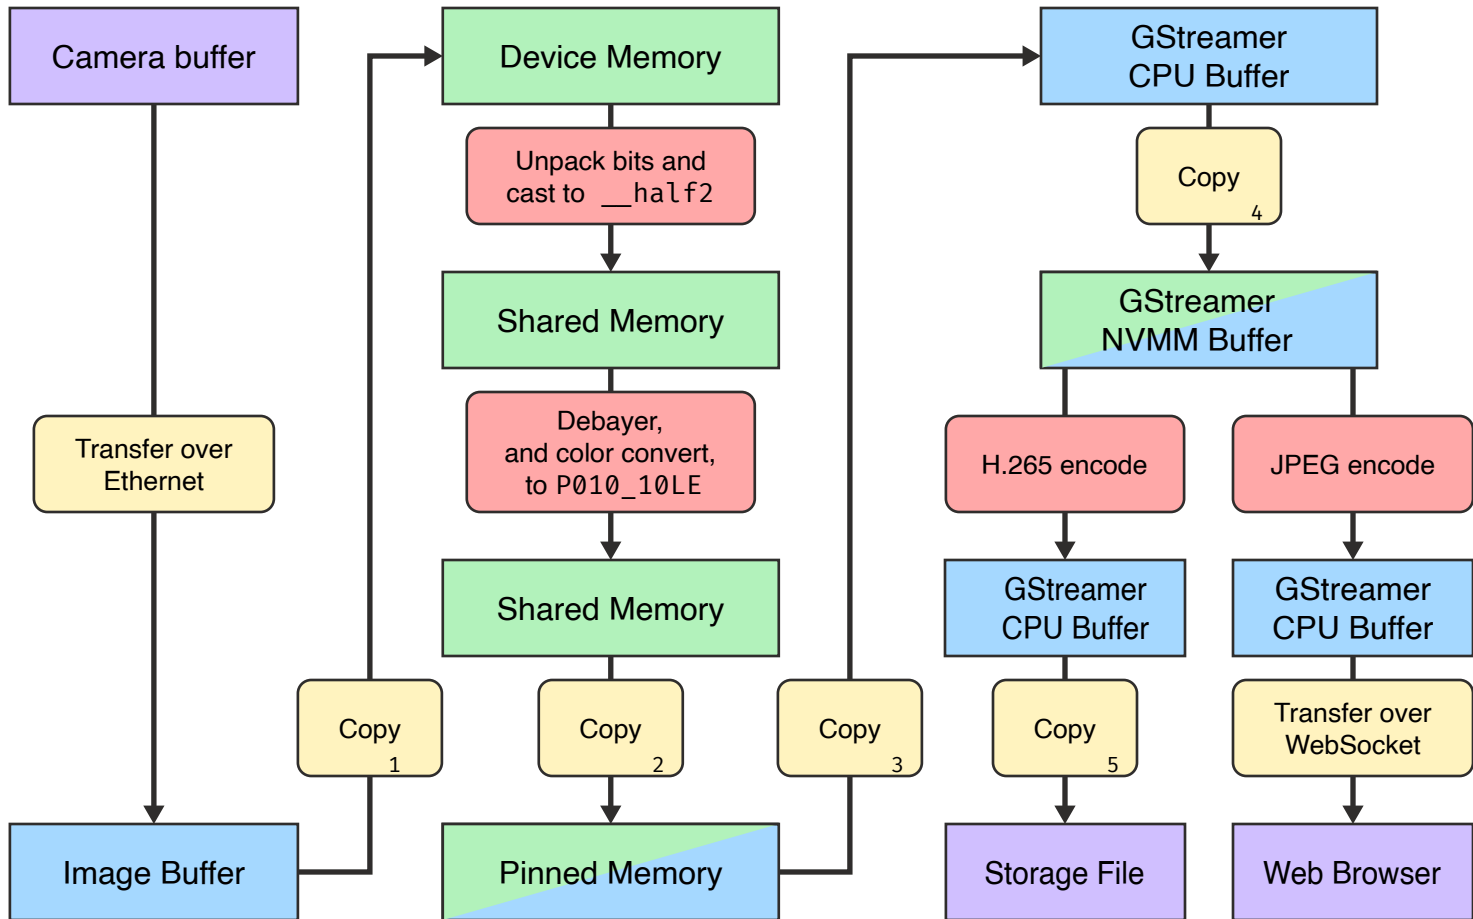 Camera buffer
Transfer over
Ethernet
Image Buffer
Copy
1
Device Memory
Unpack bits and
cast to __half2
Shared Memory
Debayer,
and color convert,
to P010_10LE
Shared Memory
Copy
2
Pinned Memory
Copy
3
GStreamer
CPU Buffer
Copy
4
GStreamer
NVMM Buffer
H.265 encode
GStreamer
CPU Buffer
Copy
5
Storage File
JPEG encode
GStreamer
CPU Buffer
Transfer over
WebSocket
Web Browser